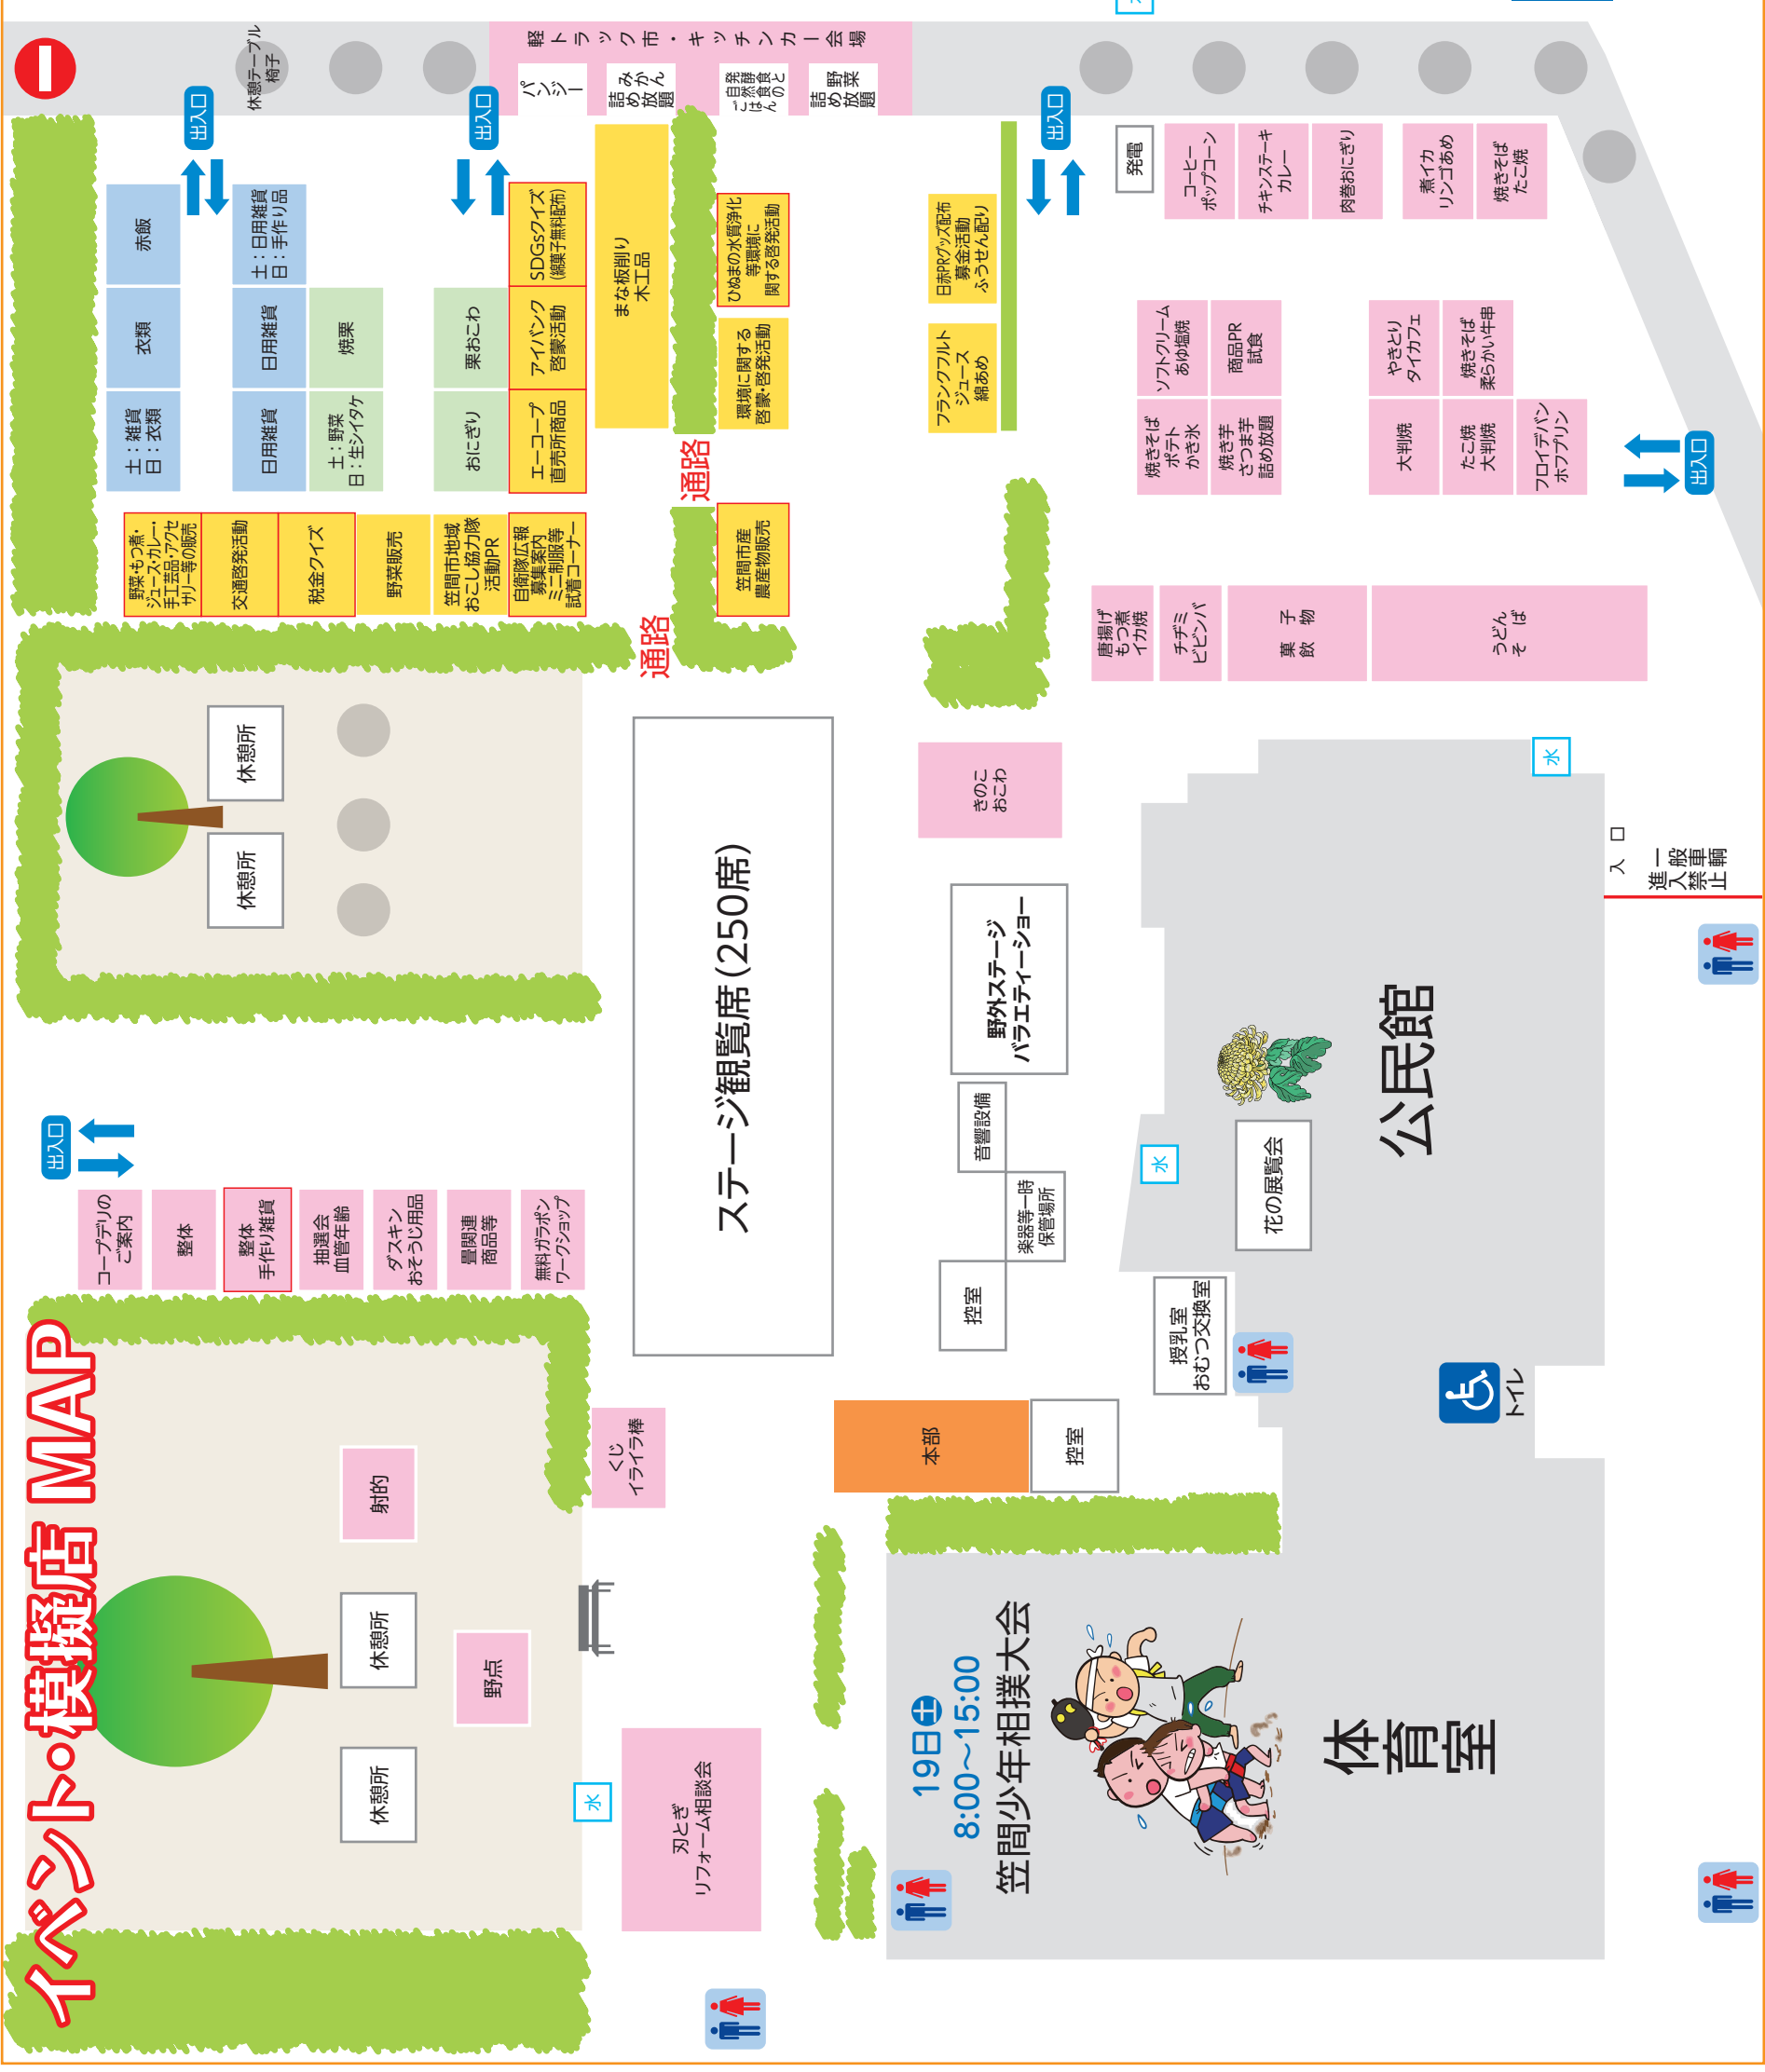 イベント・模擬店 MAP
コープデリの
ご案内
整体
整体
手作り雑貨
抽選会
血管年齢
ダスキン
おそうじ用品
畳関連
商品等
無料ガラポン
ワークショップ
出入口
休憩所
休憩所
射的
野点
くじ
イライラ棒
水
刃とぎ
リフォーム相談会
休憩所
休憩所
野菜・もつ煮・
ジュース・カレー・
手工芸品・アクセ
サリー等の販売
交通啓発活動
税金クイズ
野菜販売
笠間市地域
おこし協力隊
活動PR
自衛隊広報
募集案内
ミニ制服等
試着コーナー
土：雑貨
日：衣類
衣類
赤飯
日用雑貨
日用雑貨
土：日用雑貨
日：手作り品
土：野菜
日：生シイタケ
焼栗
おにぎり
栗おこわ
エーコープ
直売所商品
アイバンク
啓蒙活動
SDGsクイズ
(綿菓子無料配布)
まな板削り
木工品
出入口
出入口
休憩テーブル
椅子
軽トラック市・キッチンカー会場
パンジー
みかん
詰め放題
発酵と
自然食の
ごはん
野菜
詰め放題
通路
通路
笠間市産
農産物販売
環境に関する
啓蒙・啓発活動
ひぬまの水質浄化
等環境に
関する啓発活動
フランクフルト
ジュース
綿あめ
日赤PRグッズ配布
募金活動
ふうせん配り
出入口
発電
コーヒー
ポップコーン
チキンステーキ
カレー
肉巻おにぎり
煮イカ
リンゴあめ
焼きそば
たこ焼
ソフトクリーム
あゆ塩焼
商品PR
試食
やきとり
タイカフェ
焼きそば
柔らかい牛串
焼きそば
ポテト
かき氷
焼き芋
さつま芋
詰め放題
大判焼
たこ焼
大判焼
フロイデバン
ホフプリン
出入口
唐揚げ
もつ煮
イカ焼
チヂミ
ビビンバ
菓子
飲物
うどん
そば
ステージ観覧席(250席)
きのこ
おこわ
野外ステージ
バラエティーショー
音響設備
楽器等一時
保管場所
控室
本部
控室
授乳室
おむつ交換室
水
花の展覧会
公民館
水
入口
一般車輌
進入禁止
トイレ
19日土
8:00～15:00
笠間少年相撲大会
体育室